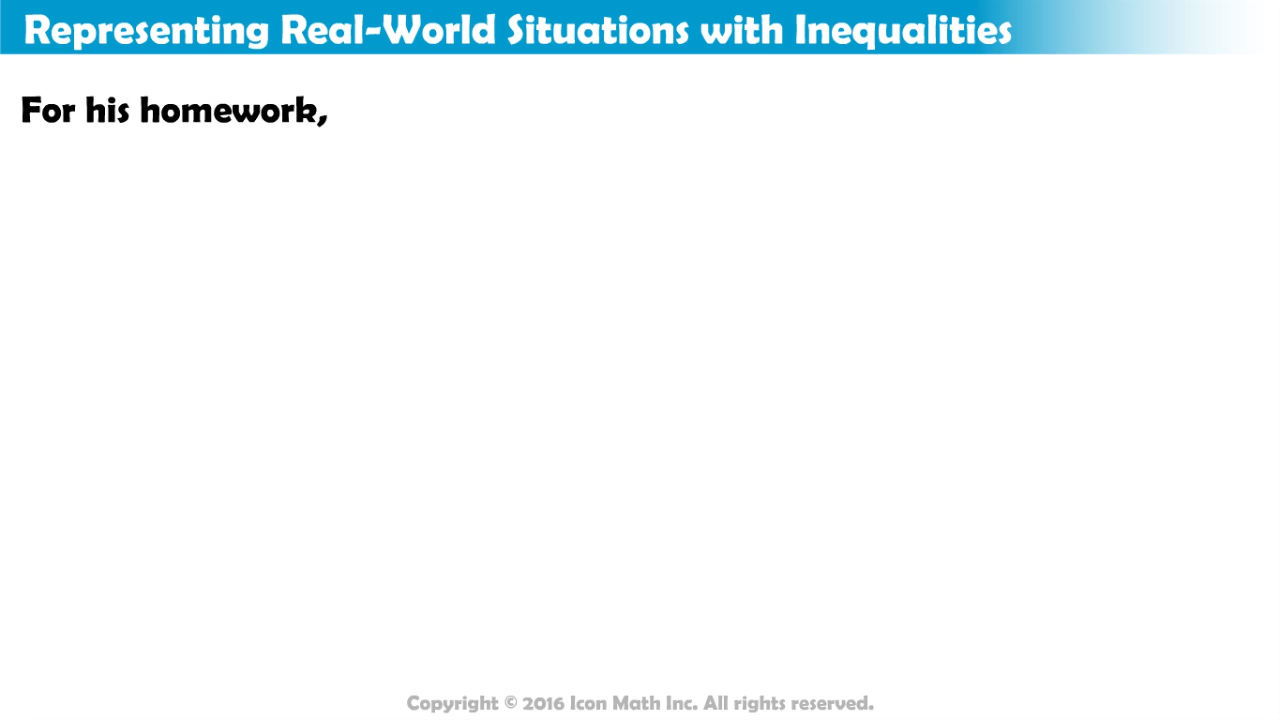 Representing Real-World Situations with Inequalities
For his homework,
Copyright © 2016 Icon Math Inc. All rights reserved.